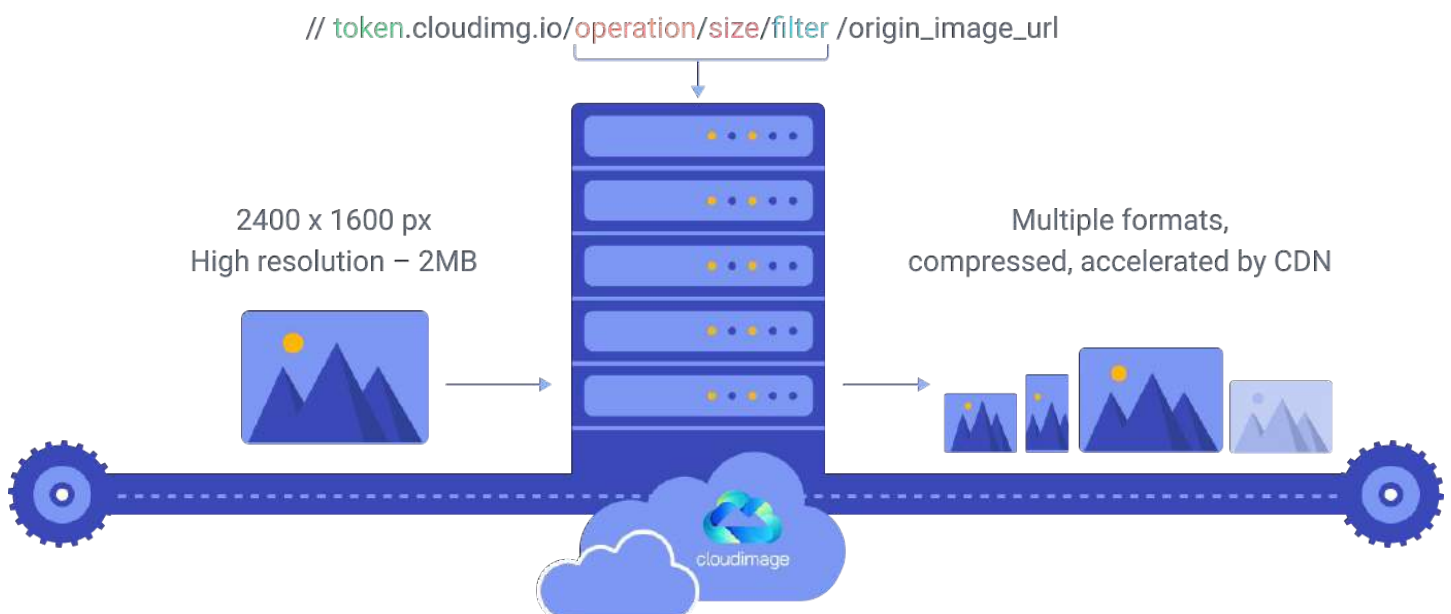 // token.cloudimg.io/operation/size/filter /origin_image_url
2400 x 1600 px
High resolution – 2MB
Multiple formats,
compressed, accelerated by CDN
cloudimage